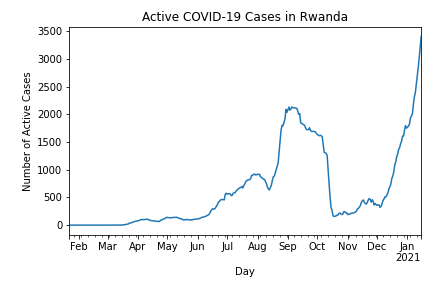 Active COVID-19 Cases in Rwanda
3500
3000
2500
2000
1500
1000
500
0
Number of Active Cases
Feb Mar Apr May Jun Jul Aug Sep Oct Nov Dec Jan
2021
Day